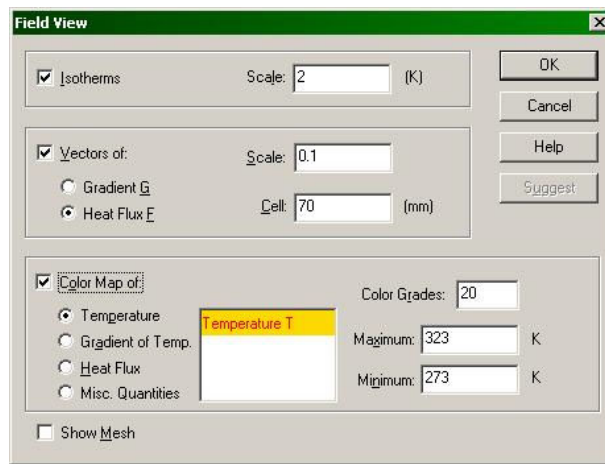 Field View
Isotherms Scale: 2 (K)
OK
Cancel
Help
Suggest
Vectors of: Scale: 0.1
Gradient G
Heat Flux F Cell: 70 (mm)
Color Map of: Color Grades: 20
Temperature
Gradient of Temp.
Heat Flux
Misc. Quantities
Temperature T
Maximum: 323 K
Minimum: 273 K
Show Mesh